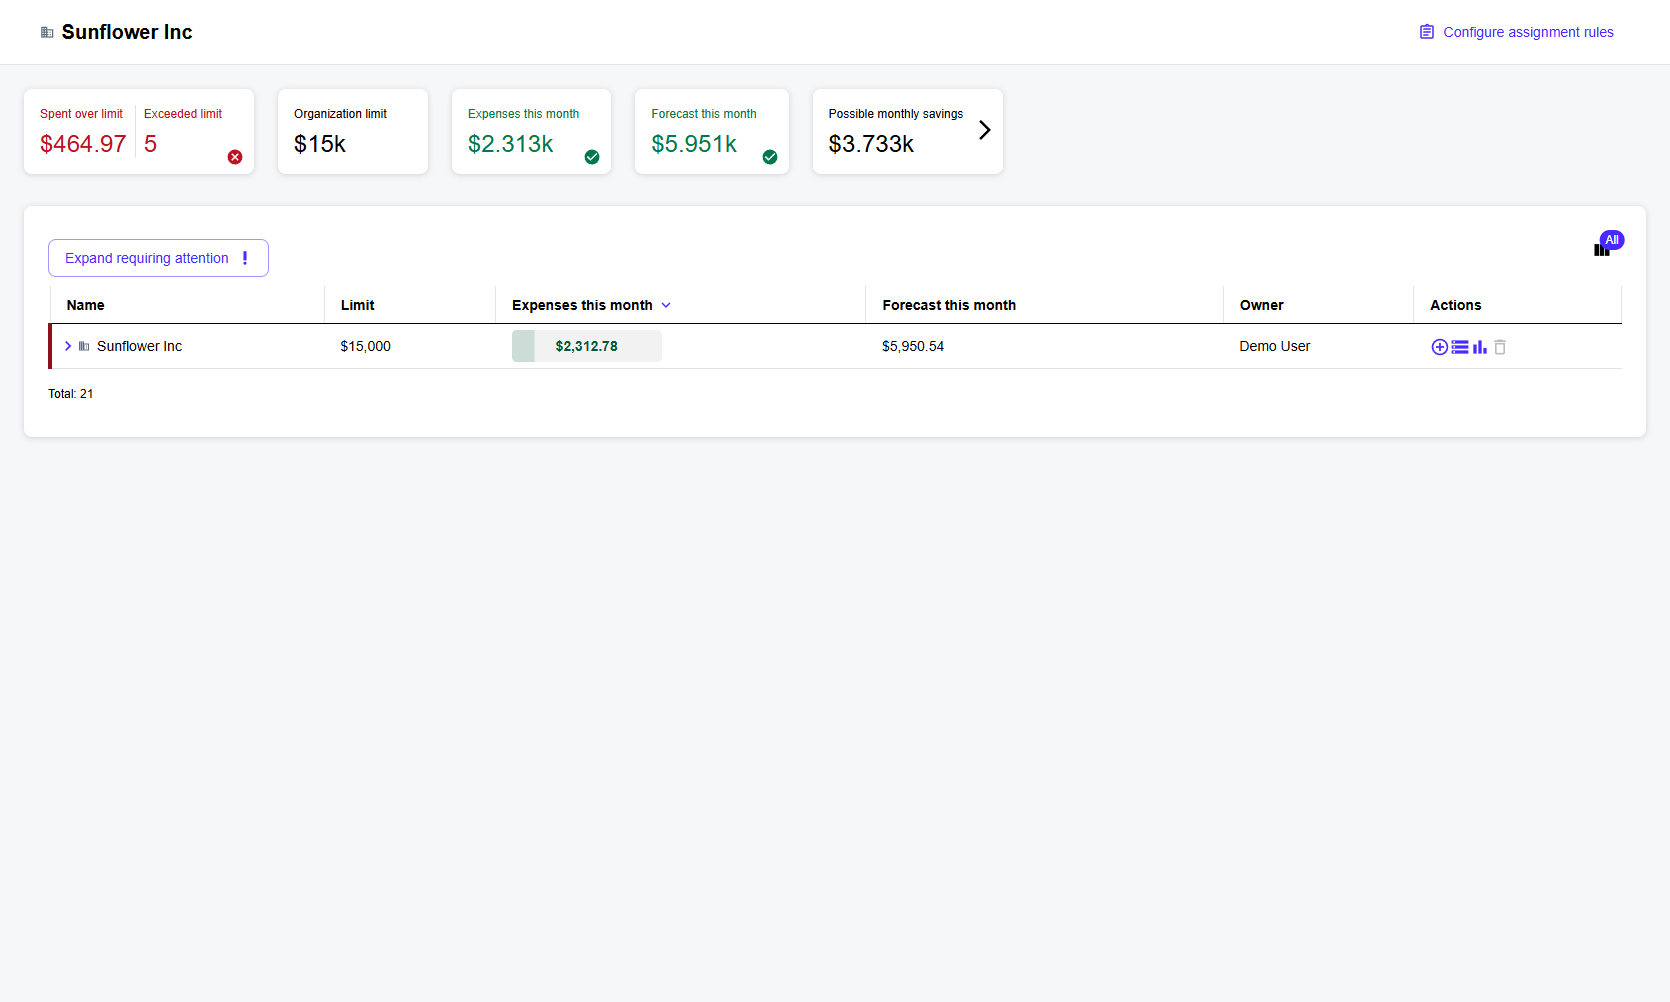 Sunflower Inc
Configure assignment rules
Spent over limit
$464.97
Exceeded limit
5
Organization limit
$15k
Expenses this month
$2.313k
Forecast this month
$5.951k
Possible monthly savings
$3.733k
Expand requiring attention !
All
Name Limit Expenses this month Forecast this month Owner Actions
Sunflower Inc $15,000 $2,312.78 $5,950.54 Demo User
Total: 21